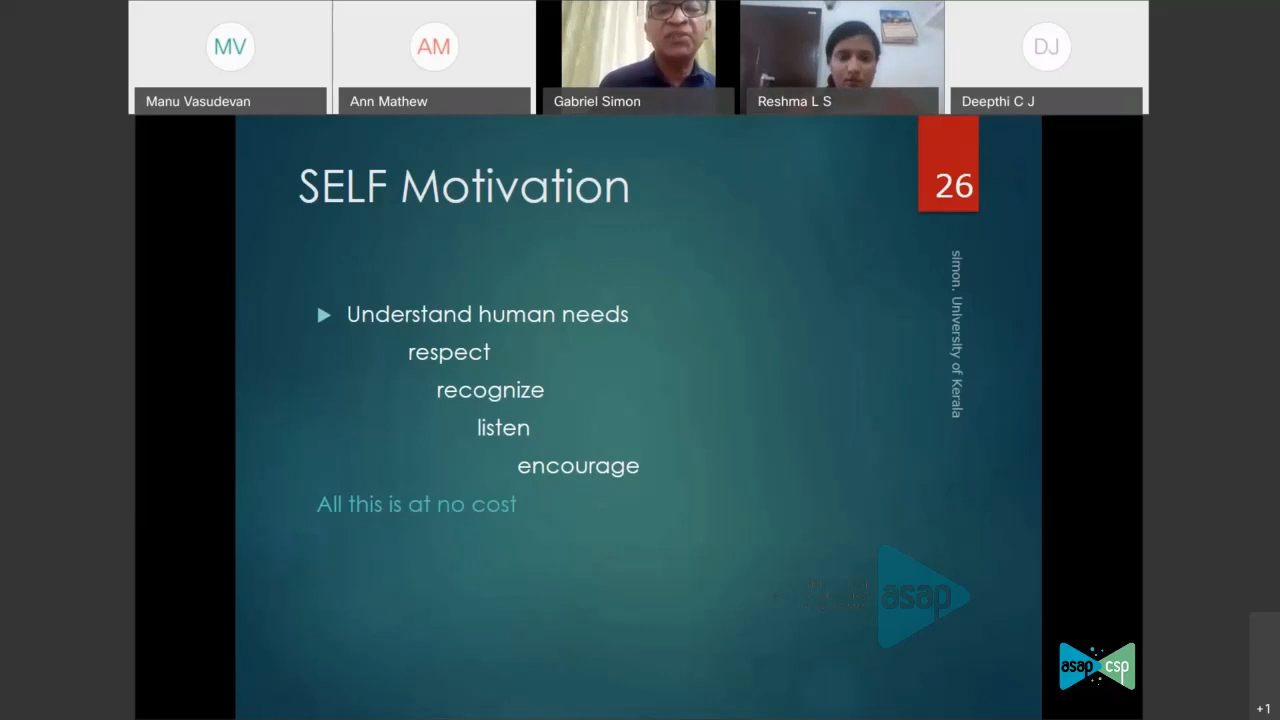 MV
AM
DJ
Manu Vasudevan
Ann Mathew
Gabriel Simon
Reshma L S
Deepthi C J
SELF Motivation
26
simon. University of Kerala
Understand human needs
respect
recognize
listen
encourage
All this is at no cost
asap
asap csp
+1